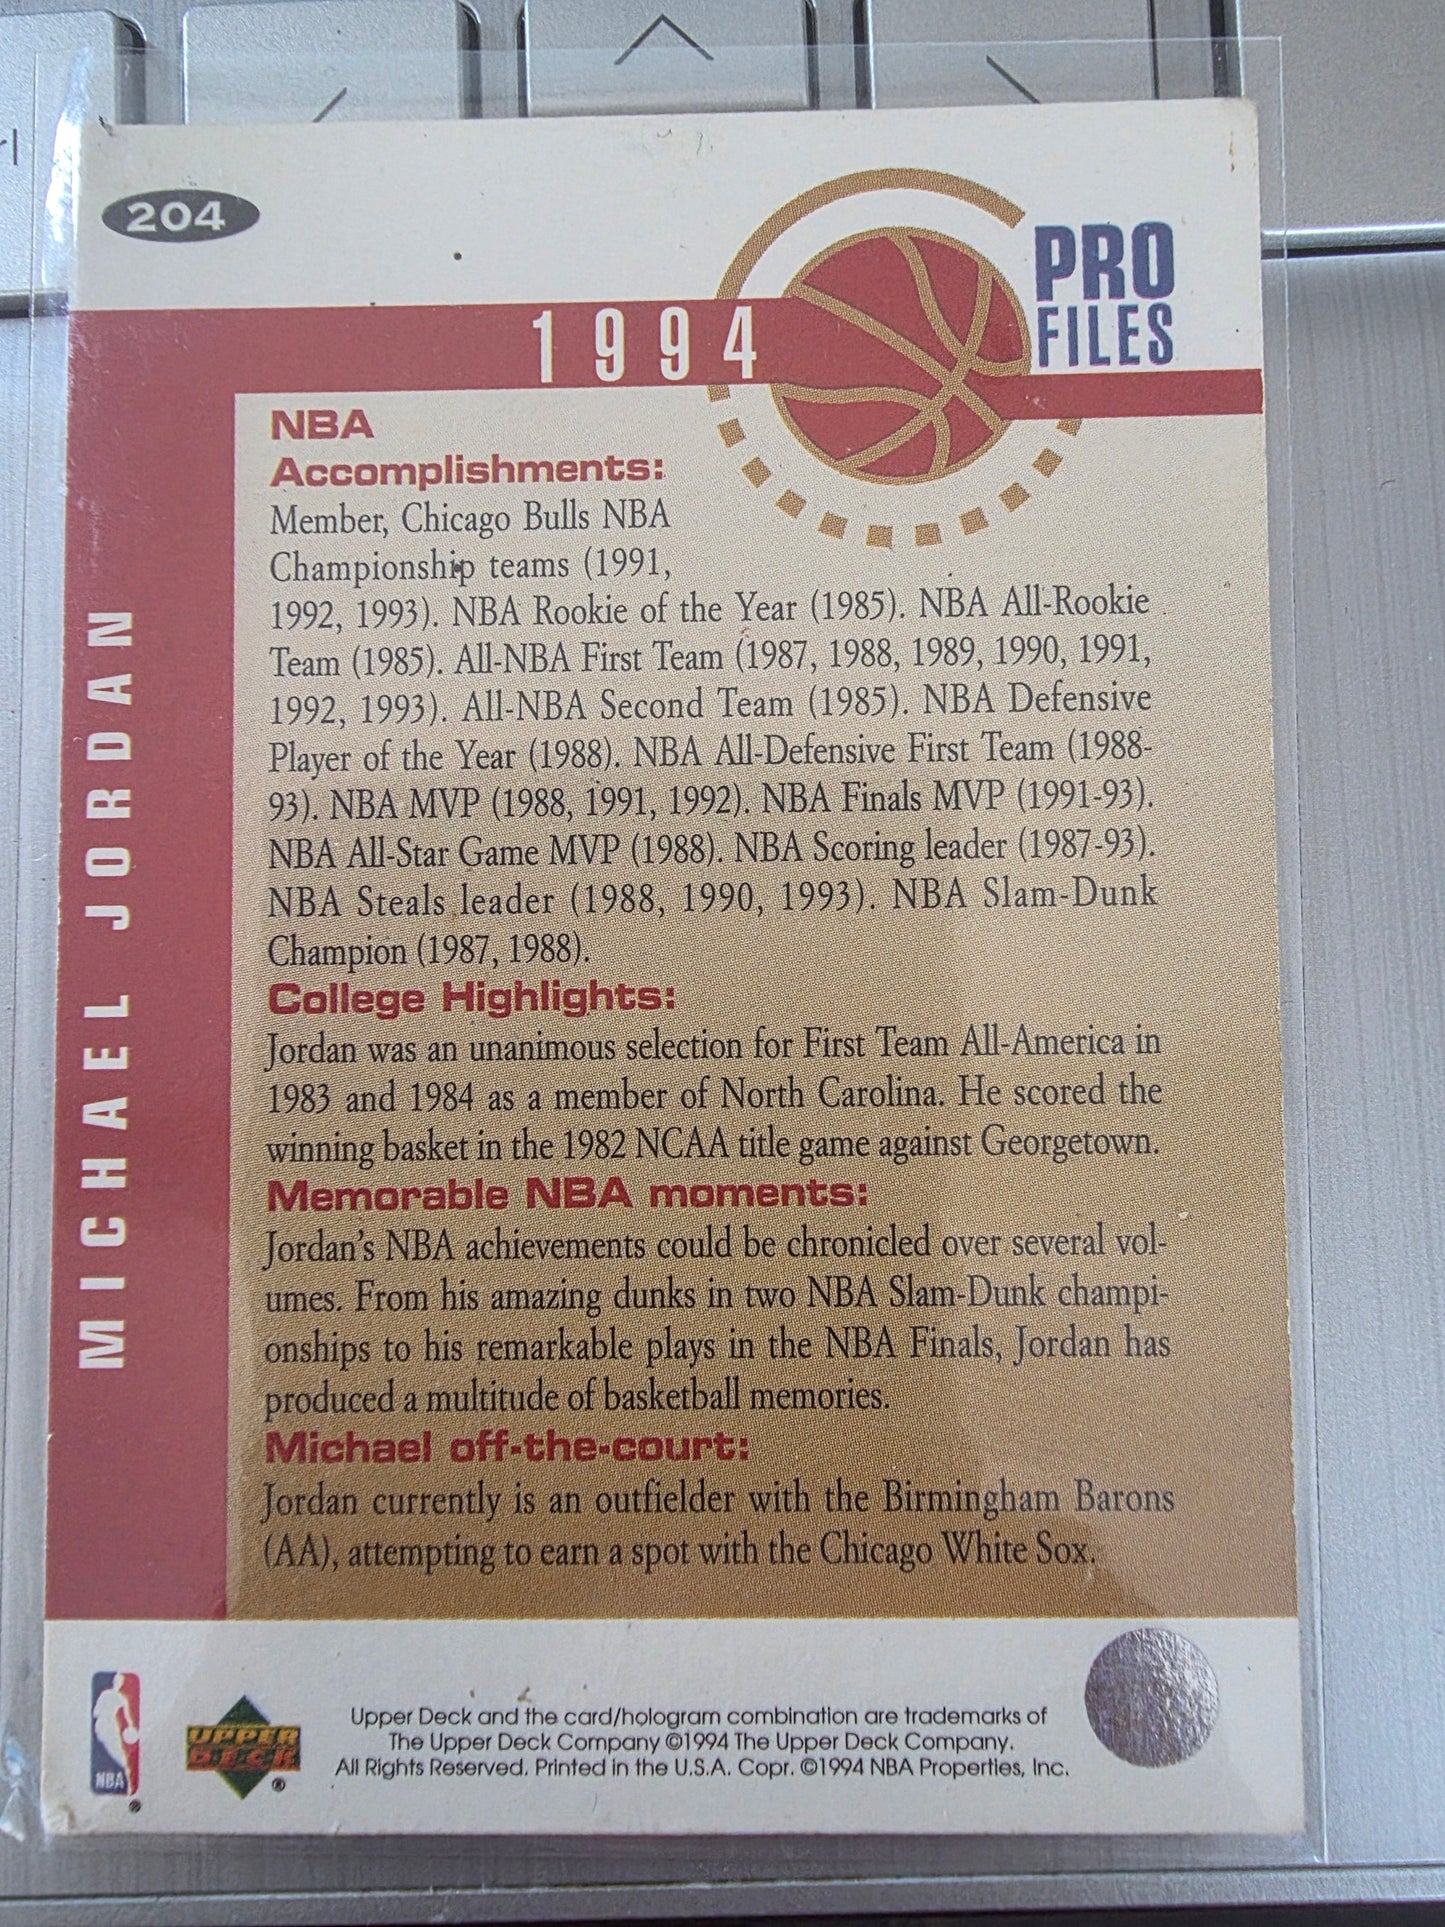 204
PRO
FILES
1994
MICHAEL JORDAN
NBA
Accomplishments:
Member, Chicago Bulls NBA
Championship teams (1991,
1992, 1993). NBA Rookie of the Year (1985). NBA All-Rookie
Team (1985). All-NBA First Team (1987, 1988, 1989, 1990, 1991,
1992, 1993). All-NBA Second Team (1985). NBA Defensive
Player of the Year (1988). NBA All-Defensive First Team (1988-
93). NBA MVP (1988, 1991, 1992). NBA Finals MVP (1991-93).
NBA All-Star Game MVP (1988). NBA Scoring leader (1987-93).
NBA Steals leader (1988, 1990, 1993). NBA Slam-Dunk
Champion (1987, 1988).
College Highlights:
Jordan was an unanimous selection for First Team All-America in
1983 and 1984 as a member of North Carolina. He scored the
winning basket in the 1982 NCAA title game against Georgetown.
Memorable NBA moments:
Jordan's NBA achievements could be chronicled over several vol-
umes. From his amazing dunks in two NBA Slam-Dunk champi-
onships to his remarkable plays in the NBA Finals, Jordan has
produced a multitude of basketball memories.
Michael off-the-court:
Jordan currently is an outfielder with the Birmingham Barons
(AA), attempting to earn a spot with the Chicago White Sox.
NBA ®
UPPER
DECK ®
Upper Deck and the card/hologram combination are trademarks of
The Upper Deck Company ©1994 The Upper Deck Company.
All Rights Reserved. Printed in the U.S.A. Copr. ©1994 NBA Properties, Inc.